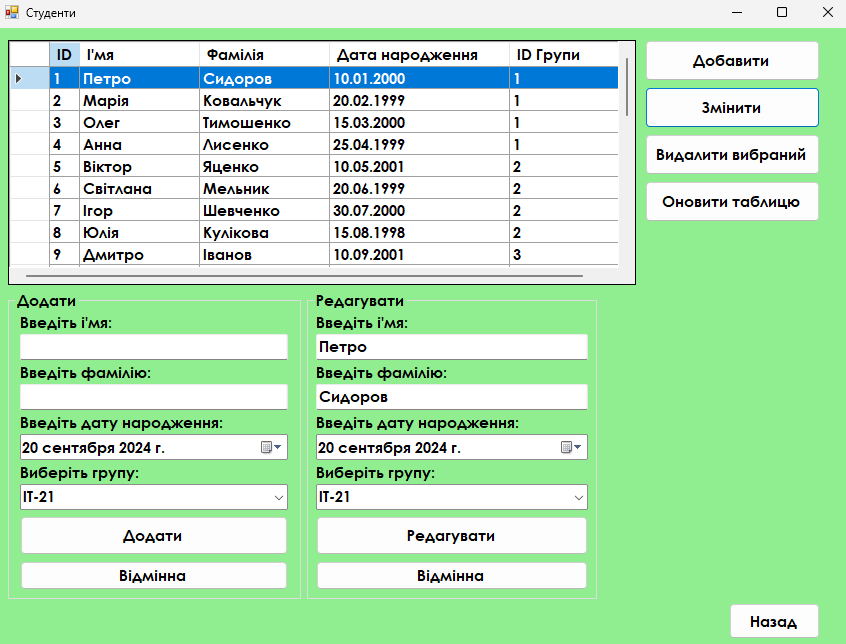 Студенти
ID І'мя Фамілія Дата народження ID Групи
1 Петро Сидоров 10.01.2000 1
2 Марія Ковальчук 20.02.1999 1
3 Олег Тимошенко 15.03.2000 1
4 Анна Лисенко 25.04.1999 1
5 Віктор Яценко 10.05.2001 2
6 Світлана Мельник 20.06.1999 2
7 Ігор Шевченко 30.07.2000 2
8 Юлія Кулікова 15.08.1998 2
9 Дмитро Іванов 10.09.2001 3
Добавити
Змінити
Видалити вибраний
Оновити таблицю
Додати
Введіть і'мя:
Введіть фамілію:
Введіть дату народження:
20 сентября 2024 г.
Виберіть групу:
ІТ-21
Додати
Відмінна
Редагувати
Введіть і'мя:
Петро
Введіть фамілію:
Сидоров
Введіть дату народження:
20 сентября 2024 г.
Виберіть групу:
ІТ-21
Редагувати
Відмінна
Назад